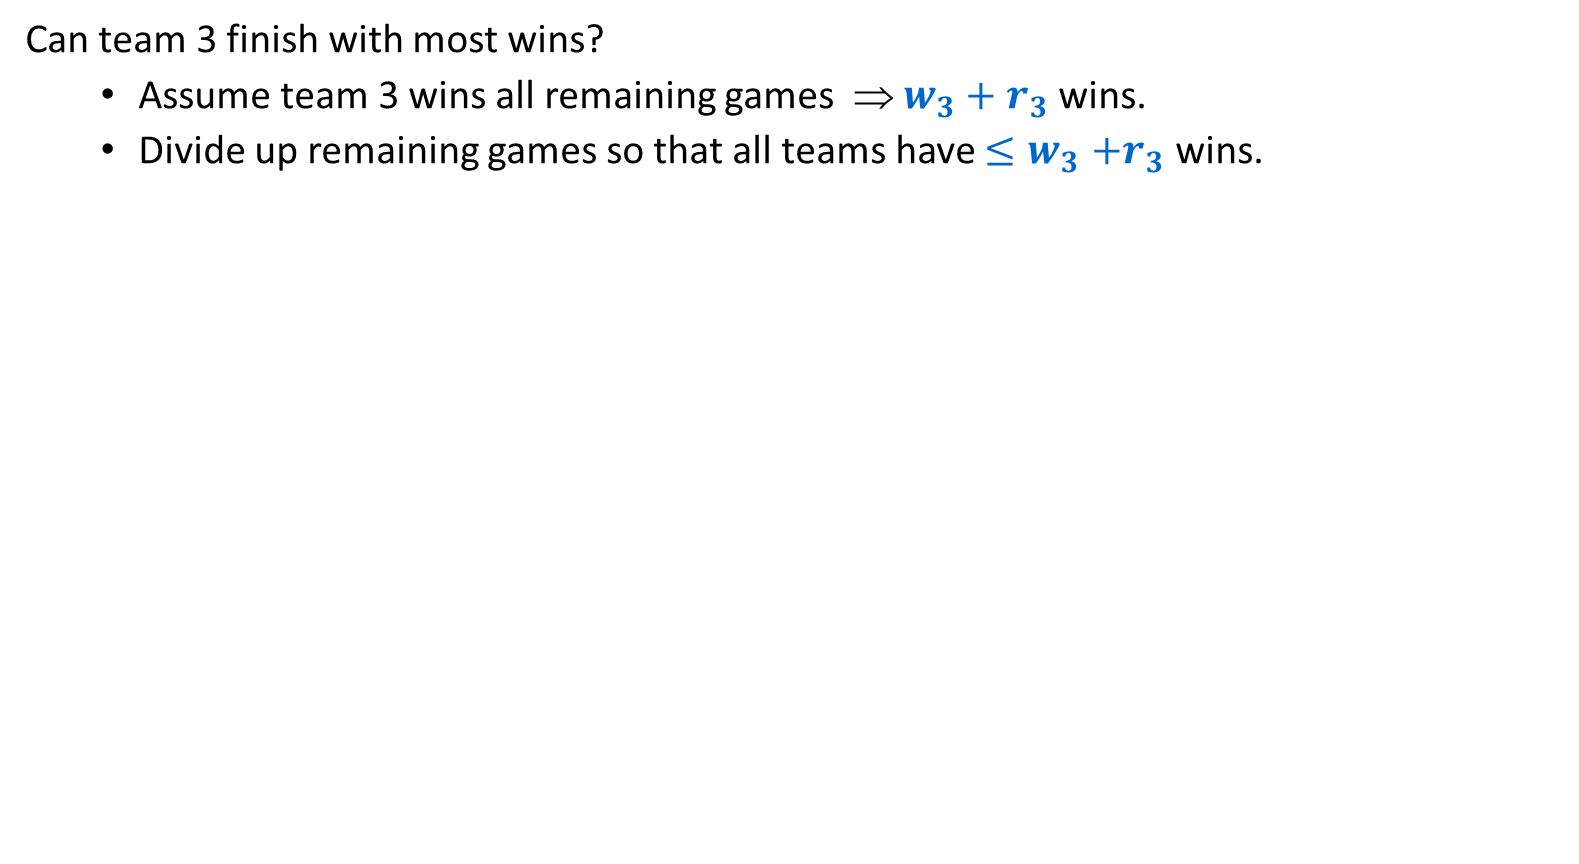 Can team 3 finish with most wins?
• Assume team 3 wins all remaining games ⇒ w₃ + r₃ wins.
• Divide up remaining games so that all teams have ≤ w₃ +r₃ wins.